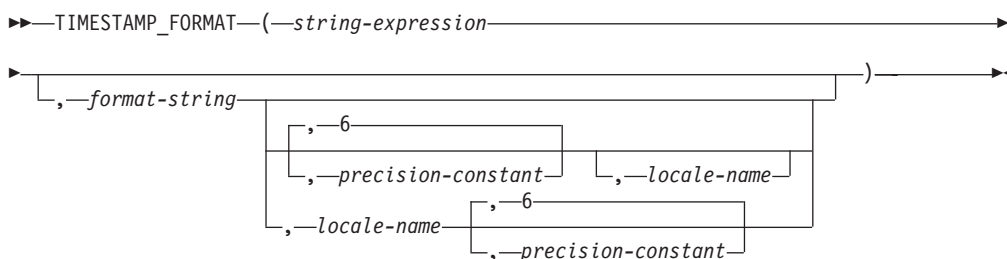 TIMESTAMP_FORMAT ( string-expression
)
, format-string
, 6
, precision-constant , locale-name
, 6
, locale-name
, precision-constant